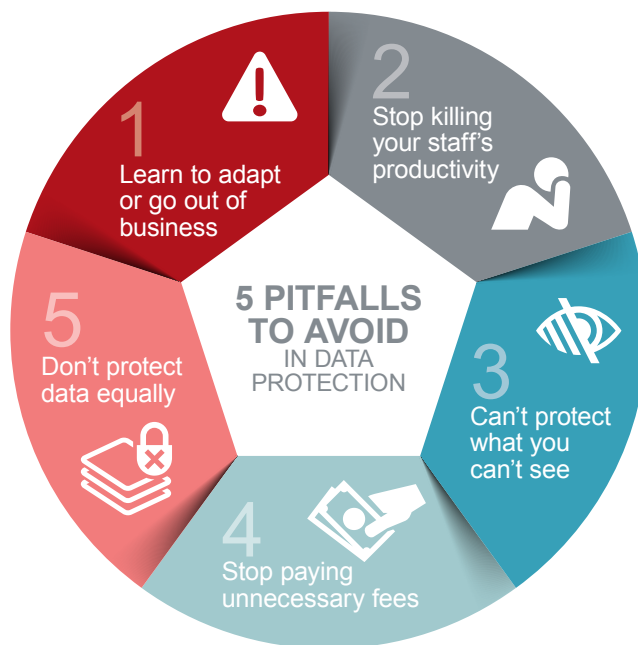 5 PITFALLS
TO AVOID
IN DATA
PROTECTION
1
Learn to adapt
or go out of
business
2
Stop killing
your staff’s
productivity
3
Can’t protect
what you
can’t see
4
Stop paying
unnecessary fees
5
Don’t protect
data equally